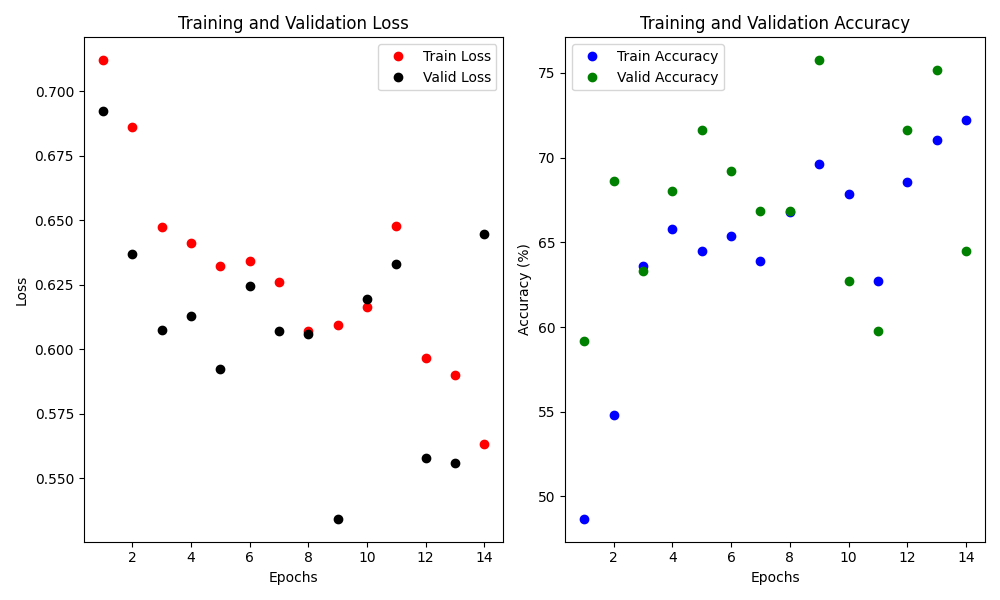 Training and Validation Loss
Train Loss
Valid Loss
0.700
0.675
0.650
0.625
0.600
0.575
0.550
Loss
2 4 6 8 10 12 14
Epochs
Training and Validation Accuracy
Train Accuracy
Valid Accuracy
75
70
65
60
55
50
Accuracy (%)
2 4 6 8 10 12 14
Epochs